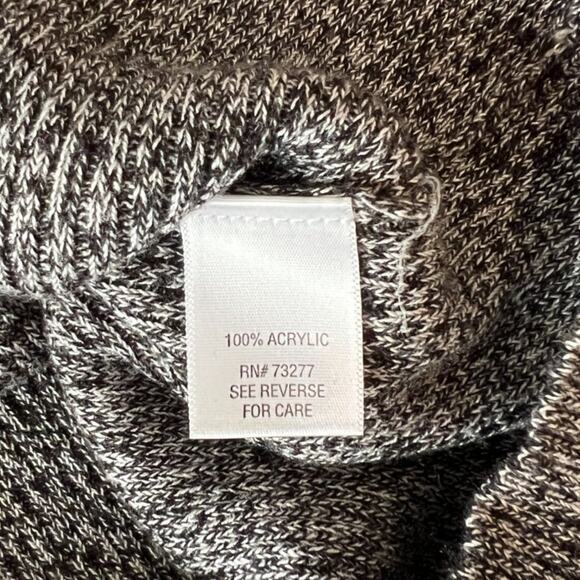 100% ACRYLIC
RN# 73277
SEE REVERSE
FOR CARE